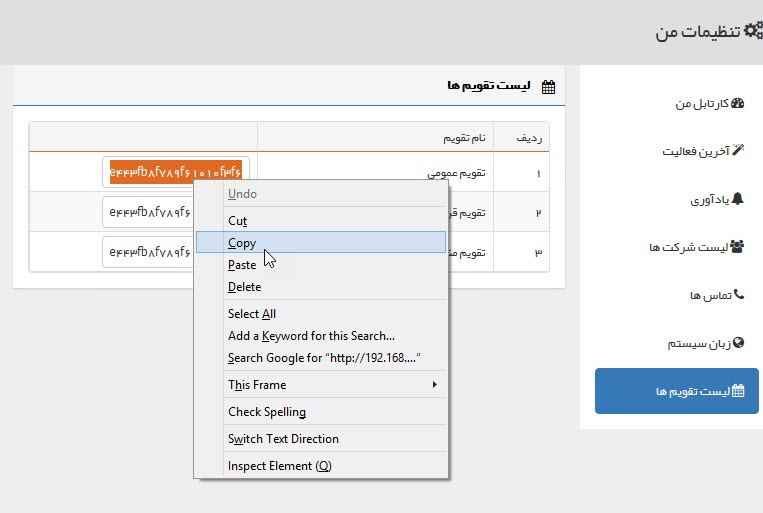 تنظیمات من
کارتابل من
آخرین فعالیت
یادآوری
لیست شرکت ها
تماس ها
زبان سیستم
لیست تقویم ها
لیست تقویم ها
ردیف نام تقویم
۱ تقویم عمومی e۴۴۳fb۸f۷۸۹f۶۱۰۱۰f۳f۶
۲ تقویم e۴۴۳fb۸f۷۸۹f۶
۳ تقویم e۴۴۳fb۸f۷۸۹f۶
Undo
Cut
Copy
Paste
Delete
Select All
Add a Keyword for this Search...
Search Google for “http://192.168....”
This Frame
Check Spelling
Switch Text Direction
Inspect Element (Q)